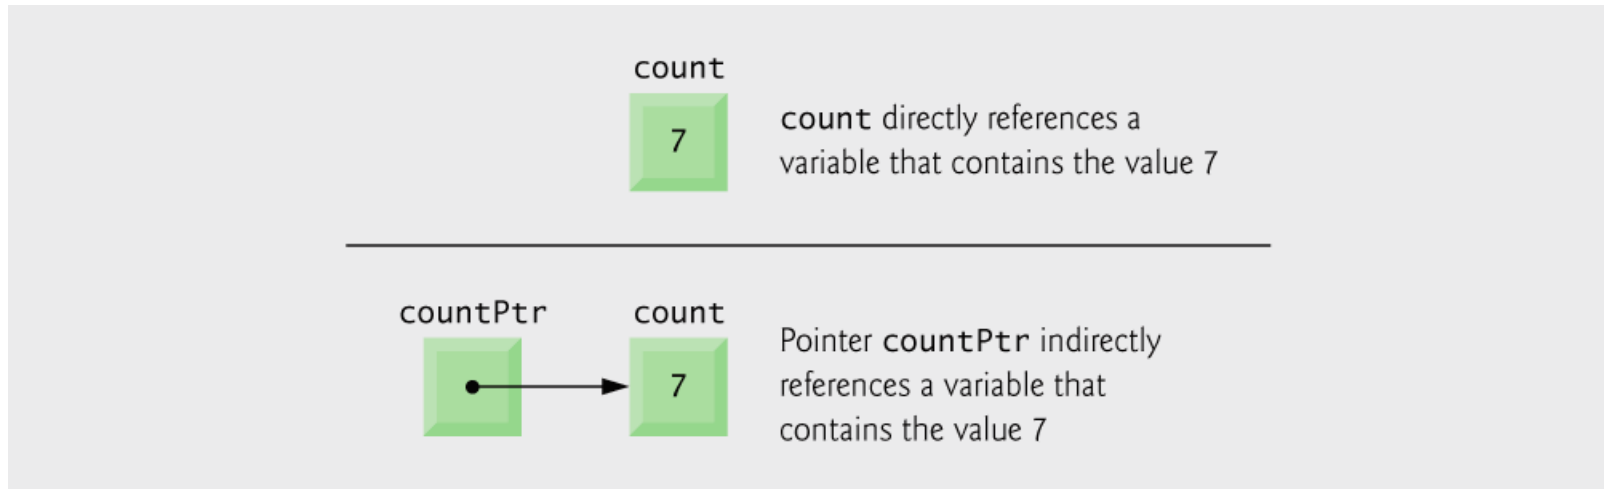 count
7
count directly references a
variable that contains the value 7
countPtr
count
7
Pointer countPtr indirectly
references a variable that
contains the value 7